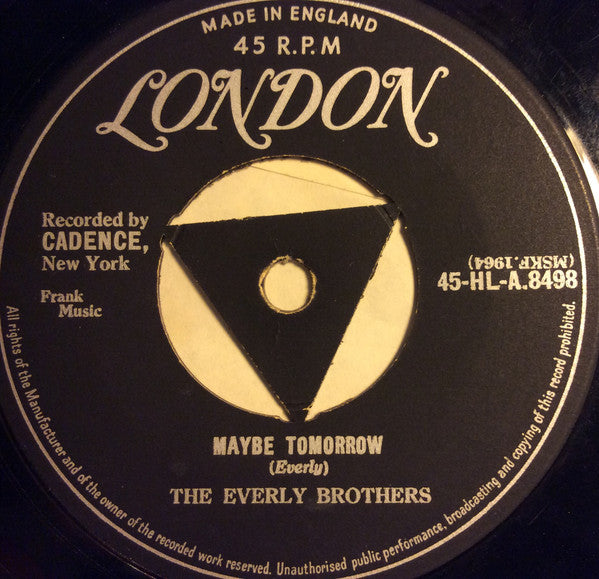 MADE IN ENGLAND
45 R.P.M
LONDON
Recorded by
CADENCE,
New York
Frank
Music
(MSKF.1964)
45-HL-A.8498
MAYBE TOMORROW
(Everly)
THE EVERLY BROTHERS
All rights of the Manufacturer and of the owner of the recorded work reserved. Unauthorised public performance, broadcasting and copying of this record prohibited.